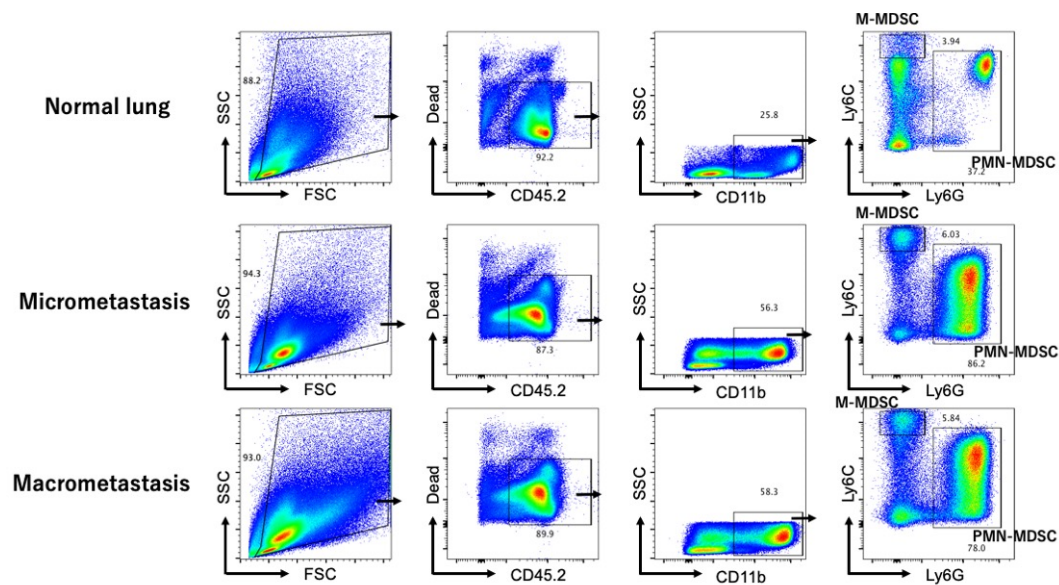 M-MDSC
Normal lung
SSC
88.2
FSC
Dead
92.2
CD45.2
SSC
25.8
CD11b
Ly6C
3.94
PMN-MDSC
37.2
Ly6G
M-MDSC
Micrometastasis
SSC
94.3
FSC
Dead
87.3
CD45.2
SSC
56.3
CD11b
Ly6C
6.03
PMN-MDSC
86.2
Ly6G
M-MDSC
Macrometastasis
SSC
93.0
FSC
Dead
89.9
CD45.2
SSC
58.3
CD11b
Ly6C
5.84
PMN-MDSC
78.0
Ly6G